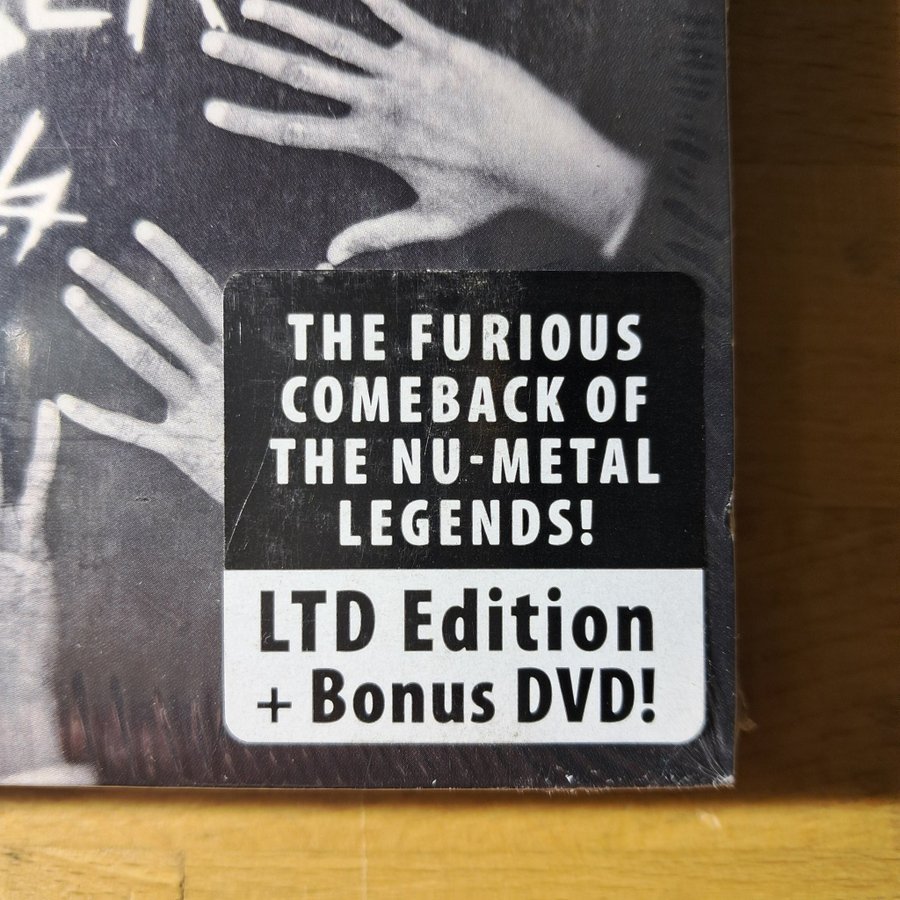 THE FURIOUS
COMEBACK OF
THE NU-METAL
LEGENDS!
LTD Edition
+ Bonus DVD!